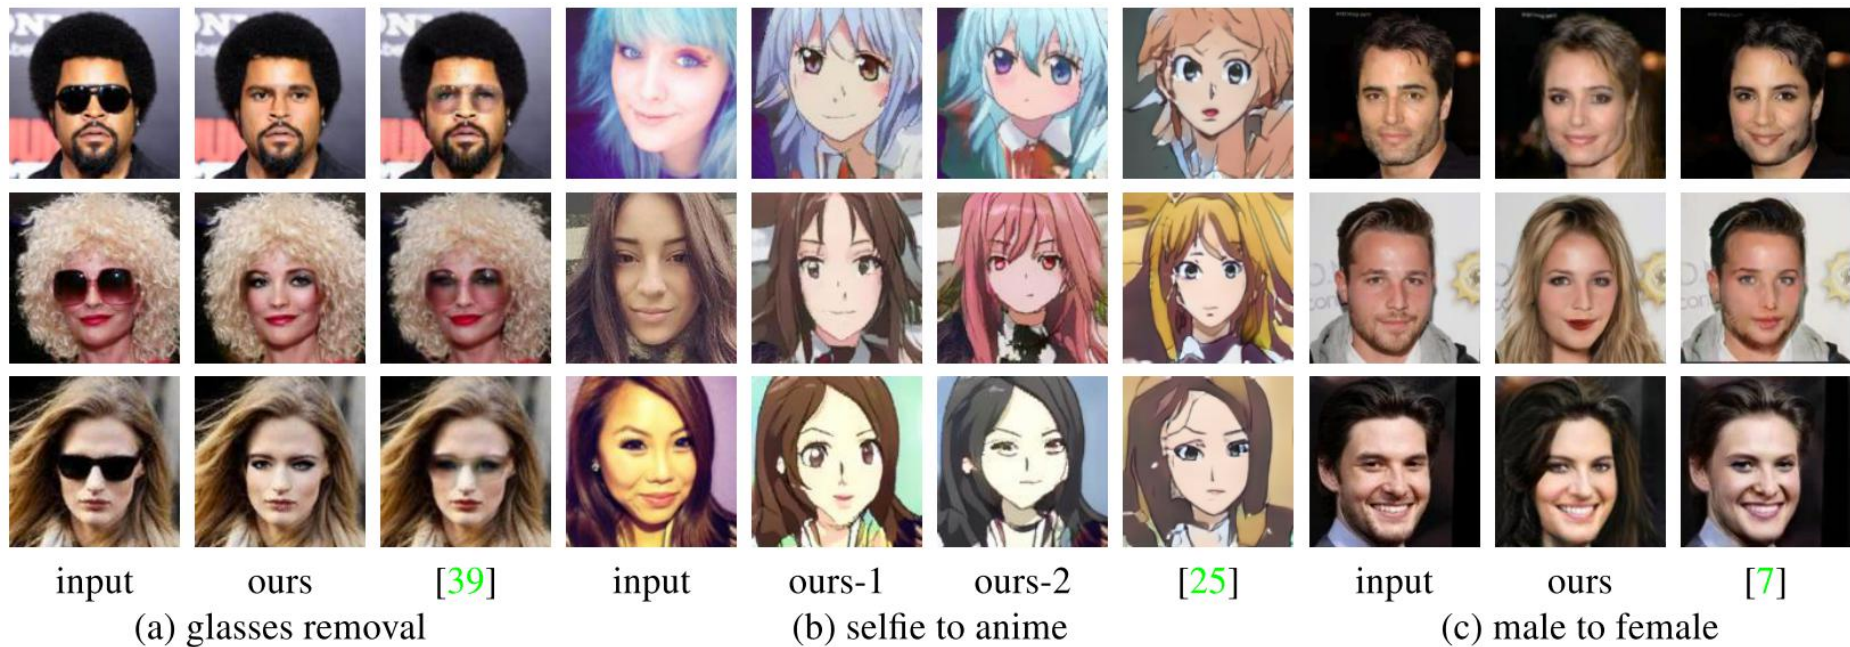 input ours [39] input ours-1 ours-2 [25] input ours [7]
(a) glasses removal (b) selfie to anime (c) male to female